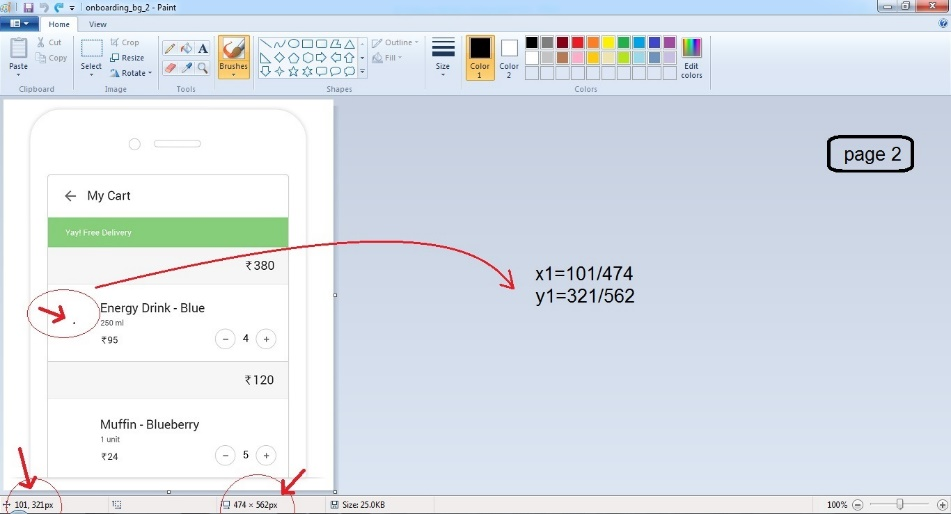 onboarding_bg_2 - Paint
Home View
Paste
Cut
Copy
Clipboard
Select
Crop
Resize
Rotate
Image
A
Tools
Brushes
Shapes
Outline
Fill
Size
Color 1
Color 2
Edit colors
Colors
page 2
My Cart
Yay! Free Delivery
₹380
Energy Drink - Blue
250 ml
₹95
4
₹120
Muffin - Blueberry
1 unit
₹24
5
x1=101/474
y1=321/562
101, 321px
474 × 562px
Size: 25.0KB
100%